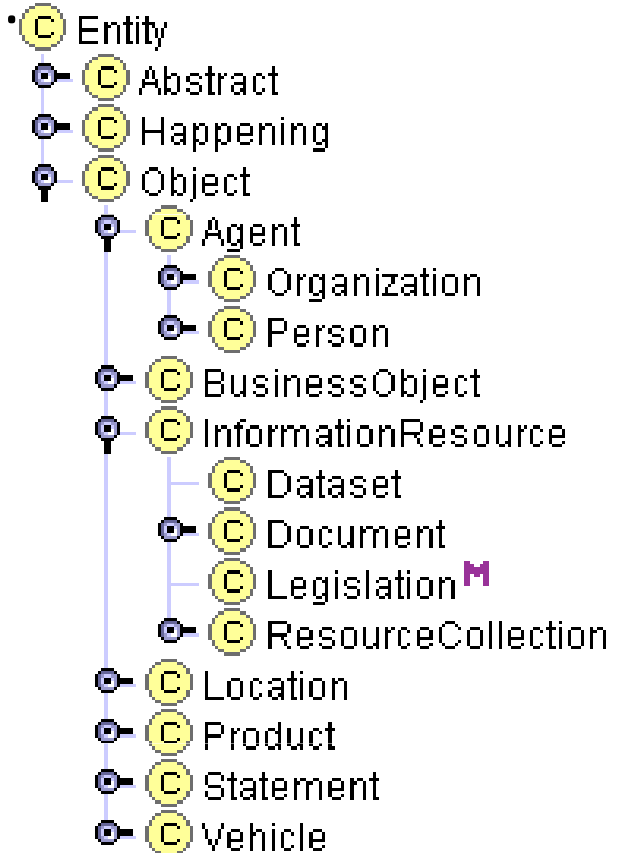 C Entity
C Abstract
C Happening
C Object
C Agent
C Organization
C Person
C BusinessObject
C InformationResource
C Dataset
C Document
C Legislation M
C ResourceCollection
C Location
C Product
C Statement
C Vehicle